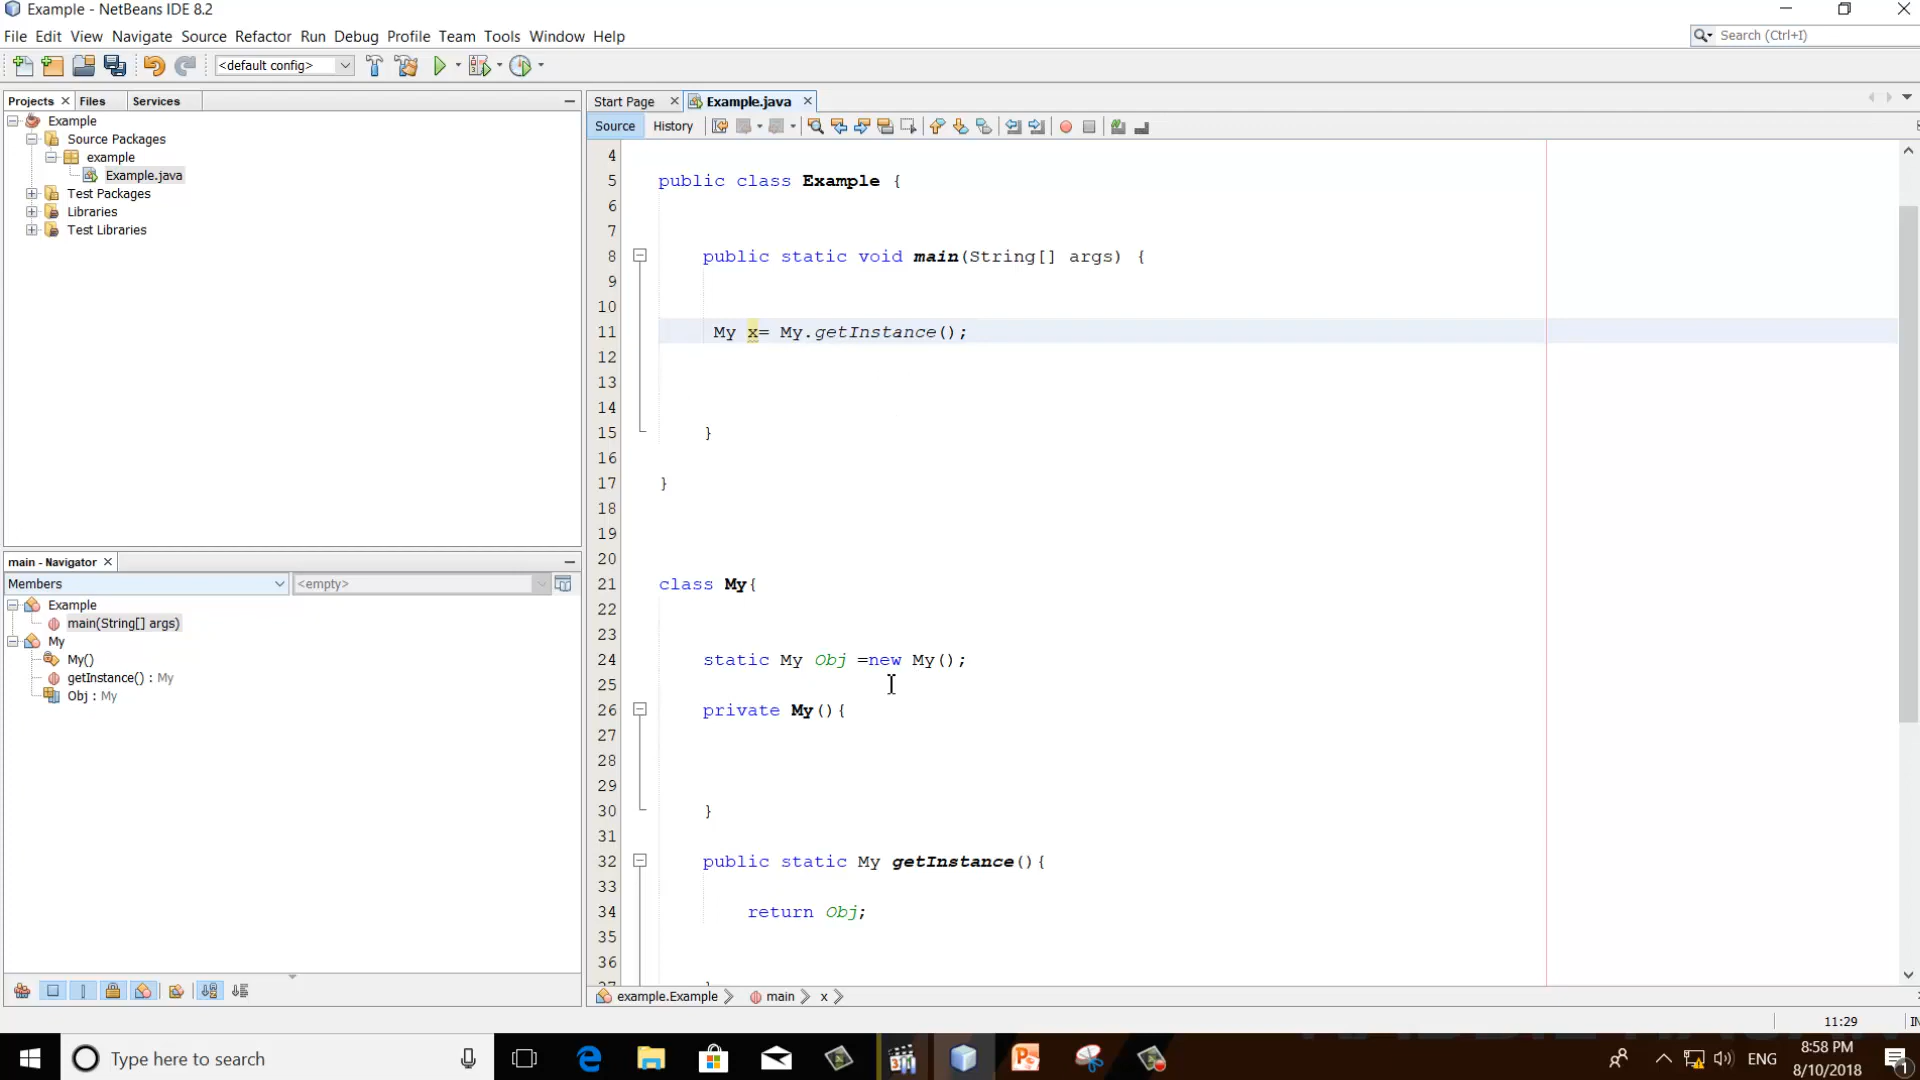 Example - NetBeans IDE 8.2
File Edit View Navigate Source Refactor Run Debug Profile Team Tools Window Help
Search (Ctrl+I)
<default config>
Projects Files Services
Example
Source Packages
example
Example.java
Test Packages
Libraries
Test Libraries
main - Navigator
Members
<empty>
Example
main(String[] args)
My
My()
getInstance() : My
Obj : My
Start Page Example.java
Source History
4
5 public class Example {
6
7
8 public static void main(String[] args) {
9
10
11 My x= My.getInstance();
12
13
14
15 }
16
17 }
18
19
20
21 class My{
22
23
24 static My Obj =new My();
25
26 private My(){
27
28
29
30 }
31
32 public static My getInstance(){
33
34 return Obj;
35
36
example.Example main x
11:29
Type here to search
ENG
8:58 PM
8/10/2018
1